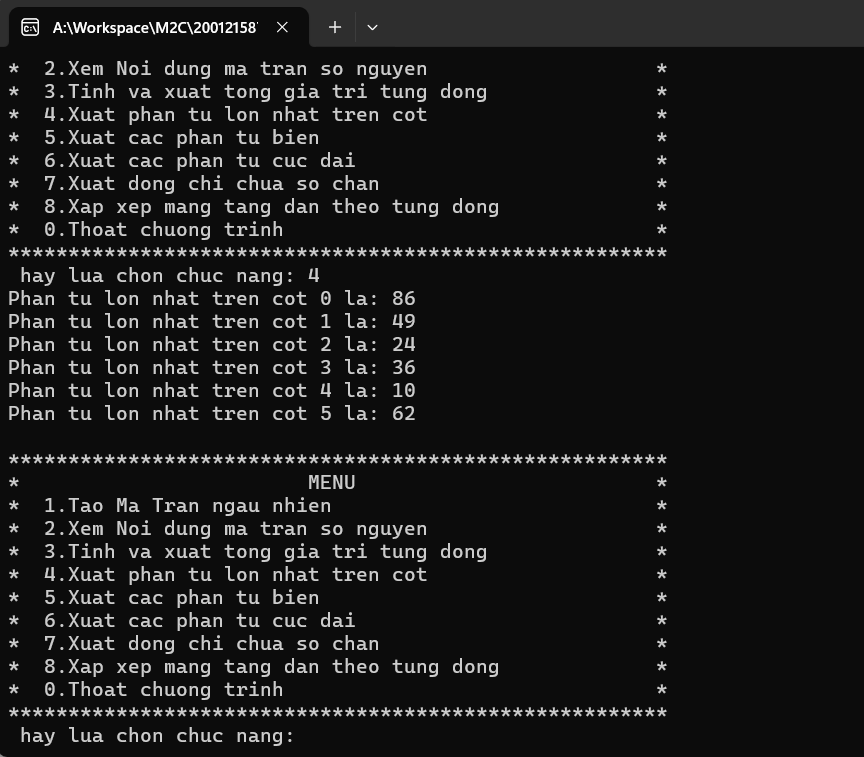 A:\Workspace\M2C\20012158
*  2.Xem Noi dung ma tran so nguyen                   *
*  3.Tinh va xuat tong gia tri tung dong              *
*  4.Xuat phan tu lon nhat tren cot                   *
*  5.Xuat cac phan tu bien                            *
*  6.Xuat cac phan tu cuc dai                         *
*  7.Xuat dong chi chua so chan                       *
*  8.Xap xep mang tang dan theo tung dong             *
*  0.Thoat chuong trinh                               *
*******************************************************
 hay lua chon chuc nang: 4
Phan tu lon nhat tren cot 0 la: 86
Phan tu lon nhat tren cot 1 la: 49
Phan tu lon nhat tren cot 2 la: 24
Phan tu lon nhat tren cot 3 la: 36
Phan tu lon nhat tren cot 4 la: 10
Phan tu lon nhat tren cot 5 la: 62

*******************************************************
*                        MENU                         *
*  1.Tao Ma Tran ngau nhien                           *
*  2.Xem Noi dung ma tran so nguyen                   *
*  3.Tinh va xuat tong gia tri tung dong              *
*  4.Xuat phan tu lon nhat tren cot                   *
*  5.Xuat cac phan tu bien                            *
*  6.Xuat cac phan tu cuc dai                         *
*  7.Xuat dong chi chua so chan                       *
*  8.Xap xep mang tang dan theo tung dong             *
*  0.Thoat chuong trinh                               *
*******************************************************
 hay lua chon chuc nang: